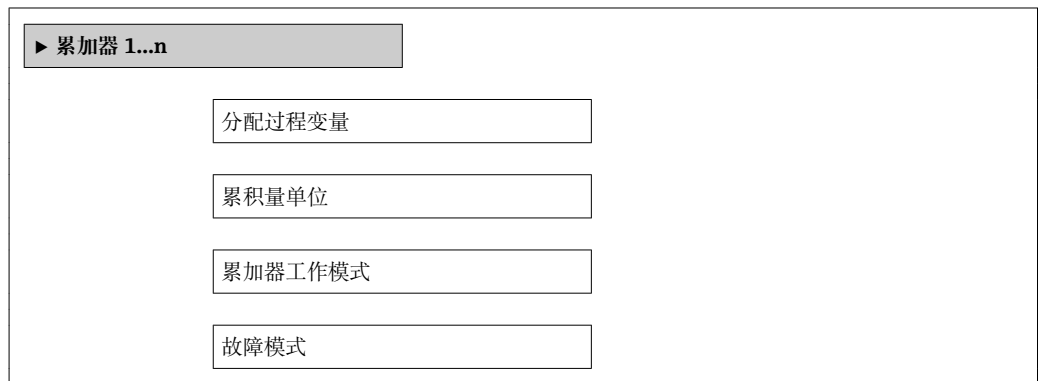 ▶ 累加器 1...n
分配过程变量
累积量单位
累加器工作模式
故障模式